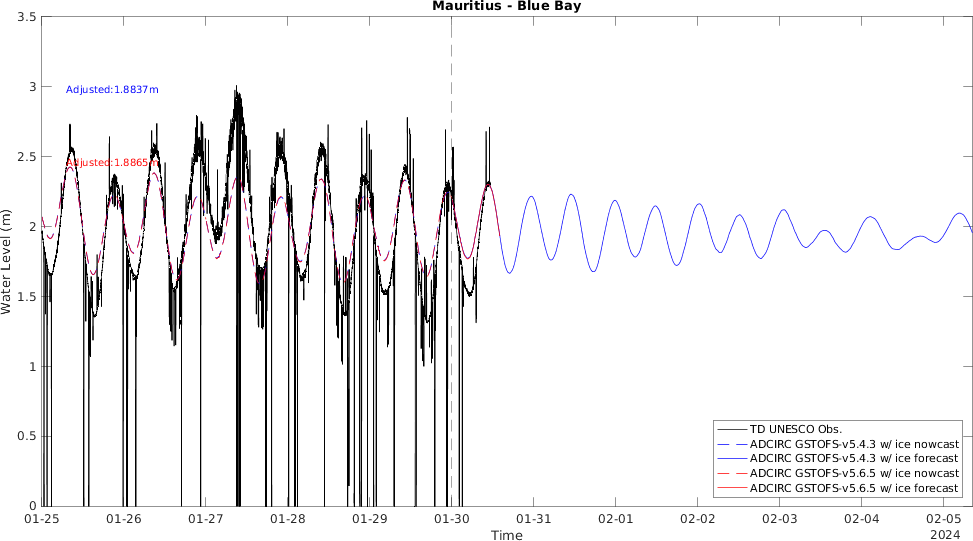 Mauritius - Blue Bay
3.5
3
2.5
2
1.5
1
0.5
0
Water Level (m)
Adjusted:1.8837m
Adjusted:1.8865m
TD UNESCO Obs.
ADCIRC GSTOFS-v5.4.3 w/ ice nowcast
ADCIRC GSTOFS-v5.4.3 w/ ice forecast
ADCIRC GSTOFS-v5.6.5 w/ ice nowcast
ADCIRC GSTOFS-v5.6.5 w/ ice forecast
01-25 01-26 01-27 01-28 01-29 01-30 01-31 02-01 02-02 02-03 02-04 02-05
Time
2024